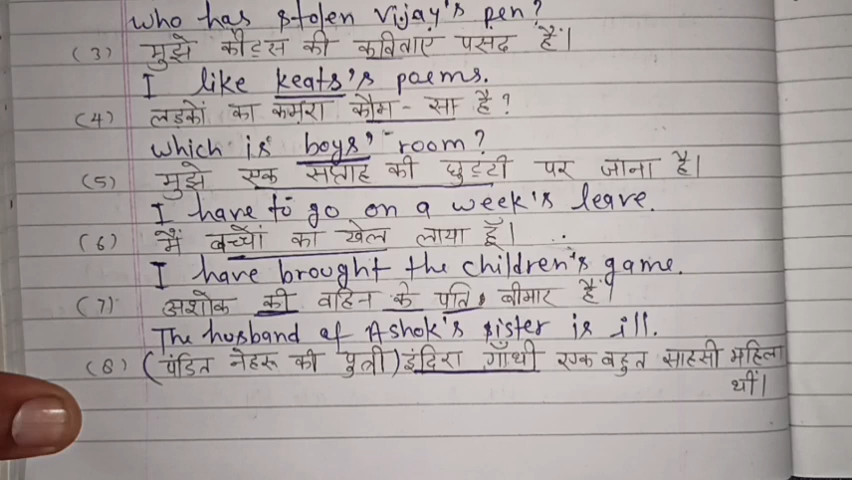 who has stolen Vijay's pen?
(3) मुझे कीट्स की कविताएं पसंद हैं।
I like keats's poems.
(4) लड़कों का कमरा कौम-सा है?
which is boys' room?
(5) मुझे एक सप्ताह की छुट्टी पर जाना है।
I have to go on a week's leave.
(6) मैं बच्चों का खेल लाया हूँ।
I have brought the children's game.
(7) अशोक की वहिन के पति बीमार हैं।
The husband of Ashok's sister is ill.
(8) (पंडित नेहरू की पुत्री) इंदिरा गाँधी एक बहुत साहसी महिला
थीं।